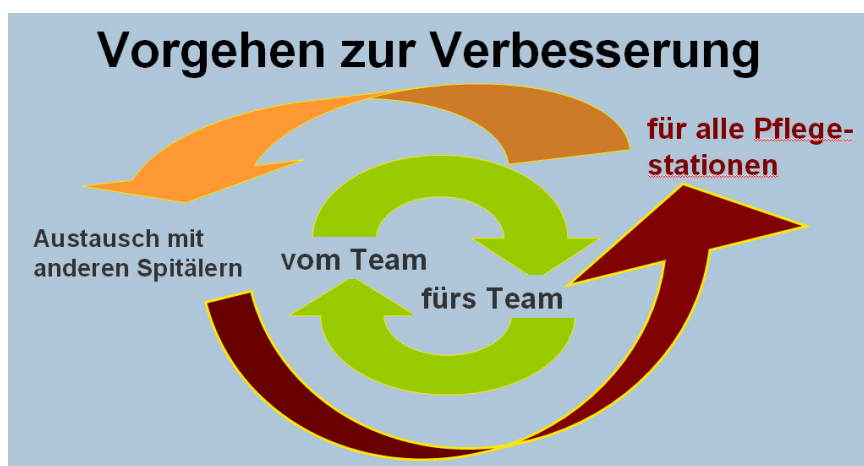 Vorgehen zur Verbesserung
für alle Pflege-
stationen
Austausch mit
anderen Spitälern
vom Team
fürs Team